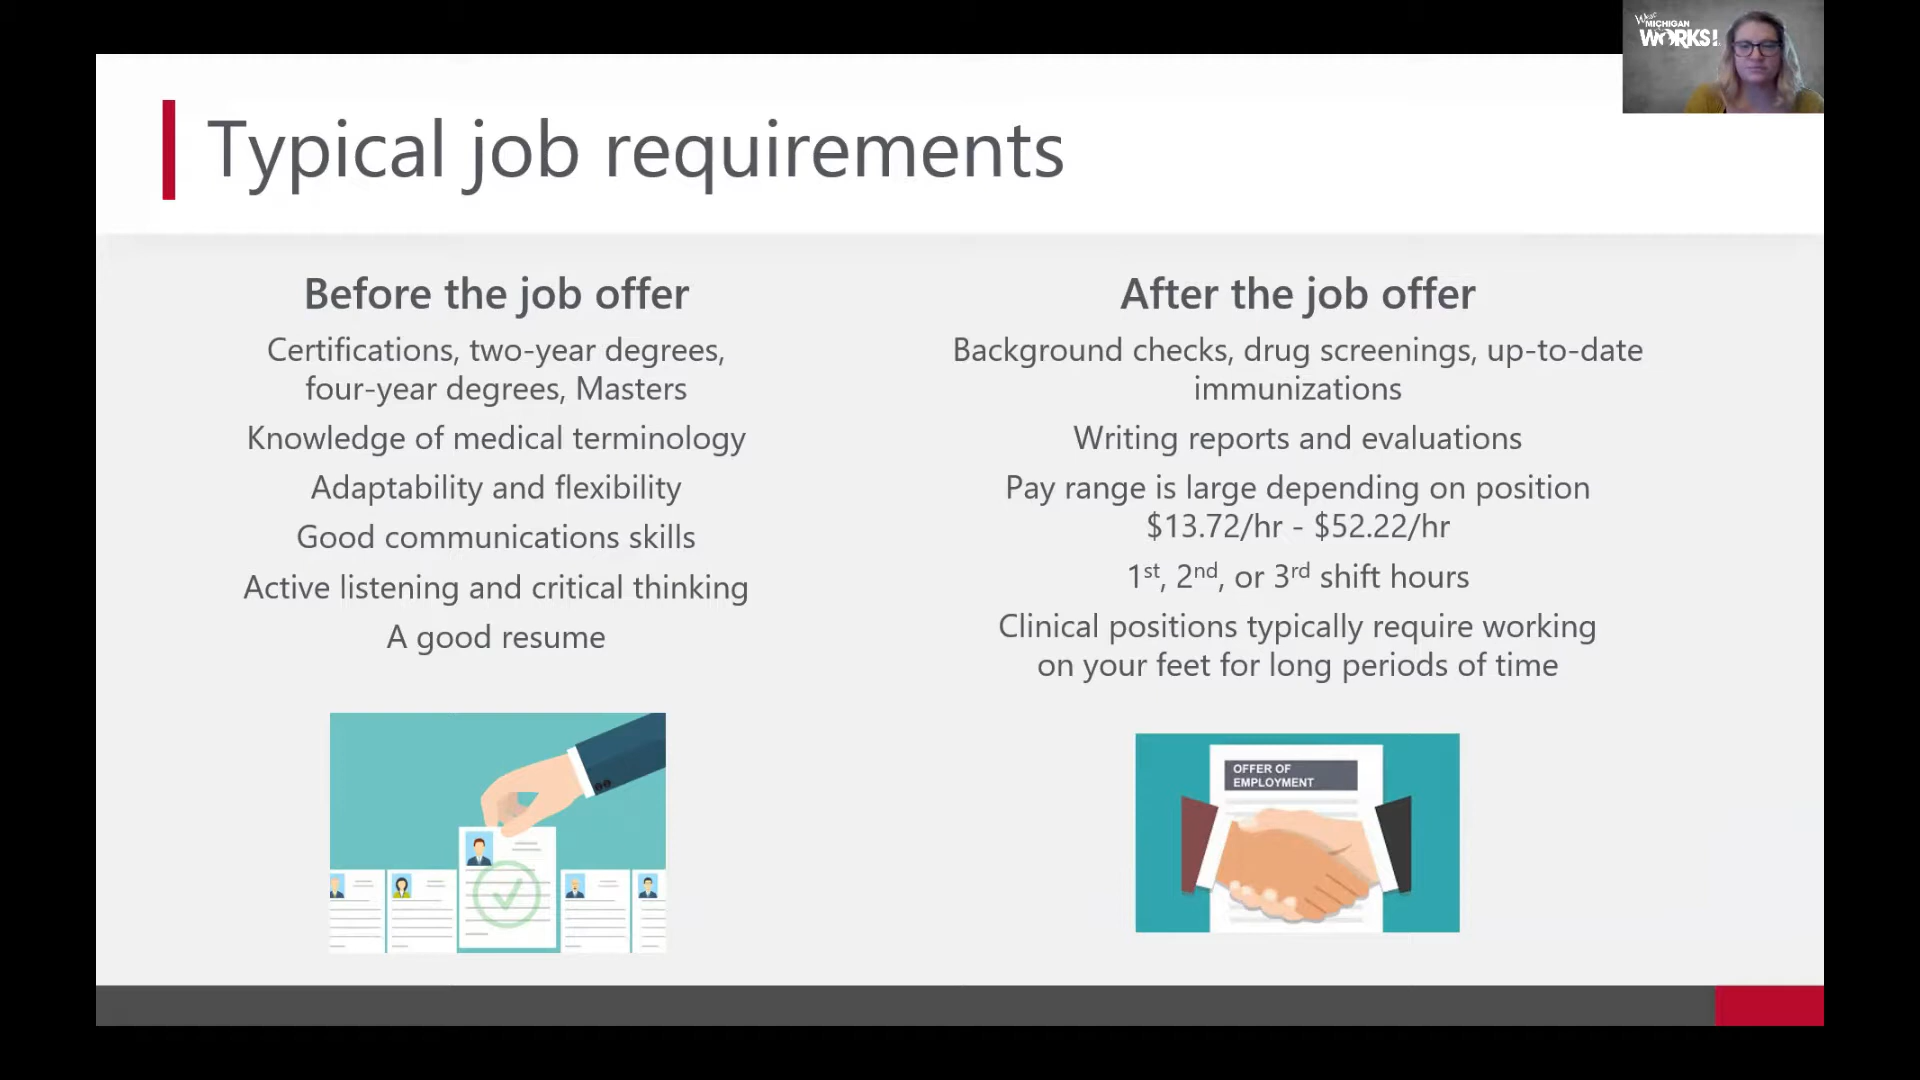 West
MICHIGAN
WORKS!
Typical job requirements
Before the job offer
Certifications, two-year degrees,
four-year degrees, Masters
Knowledge of medical terminology
Adaptability and flexibility
Good communications skills
Active listening and critical thinking
A good resume
After the job offer
Background checks, drug screenings, up-to-date
immunizations
Writing reports and evaluations
Pay range is large depending on position
$13.72/hr - $52.22/hr
1st, 2nd, or 3rd shift hours
Clinical positions typically require working
on your feet for long periods of time
OFFER OF
EMPLOYMENT